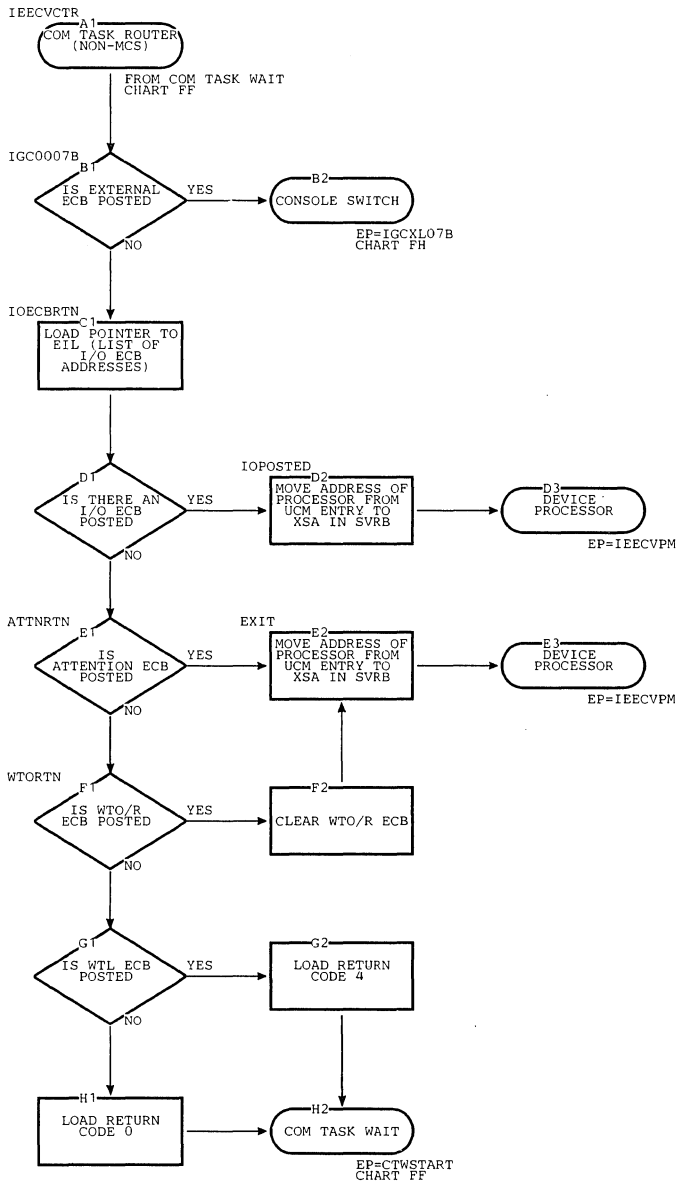 IEECVCTR
A1
COM TASK ROUTER
(NON-MCS)
FROM COM TASK WAIT
CHART FF
IGC0007B
B1
IS EXTERNAL
ECB POSTED
YES
NO
B2
CONSOLE SWITCH
EP=IGCXL07B
CHART FH
IOECBRTN
C1
LOAD POINTER TO
EIL (LIST OF
I/O ECB
ADDRESSES)
D1
IS THERE AN
I/O ECB
POSTED
YES
NO
IOPOSTED
D2
MOVE ADDRESS OF
PROCESSOR FROM
UCM ENTRY TO
XSA IN SVRB
D3
DEVICE
PROCESSOR
EP=IEECVPM
ATTNRTN
E1
IS
ATTENTION ECB
POSTED
YES
NO
EXIT
E2
MOVE ADDRESS OF
PROCESSOR FROM
UCM ENTRY TO
XSA IN SVRB
E3
DEVICE
PROCESSOR
EP=IEECVPM
WTORTN
F1
IS WTO/R
ECB POSTED
YES
NO
F2
CLEAR WTO/R ECB
G1
IS WTL ECB
POSTED
YES
NO
G2
LOAD RETURN
CODE 4
H1
LOAD RETURN
CODE 0
H2
COM TASK WAIT
EP=CTWSTART
CHART FF